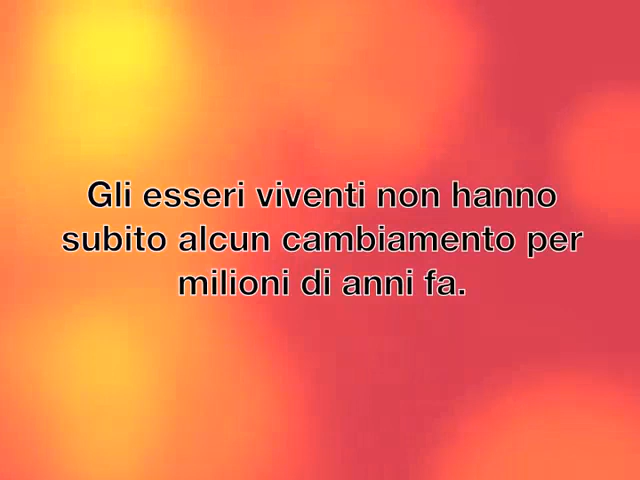 Gli esseri viventi non hanno
subito alcun cambiamento per
milioni di anni fa.